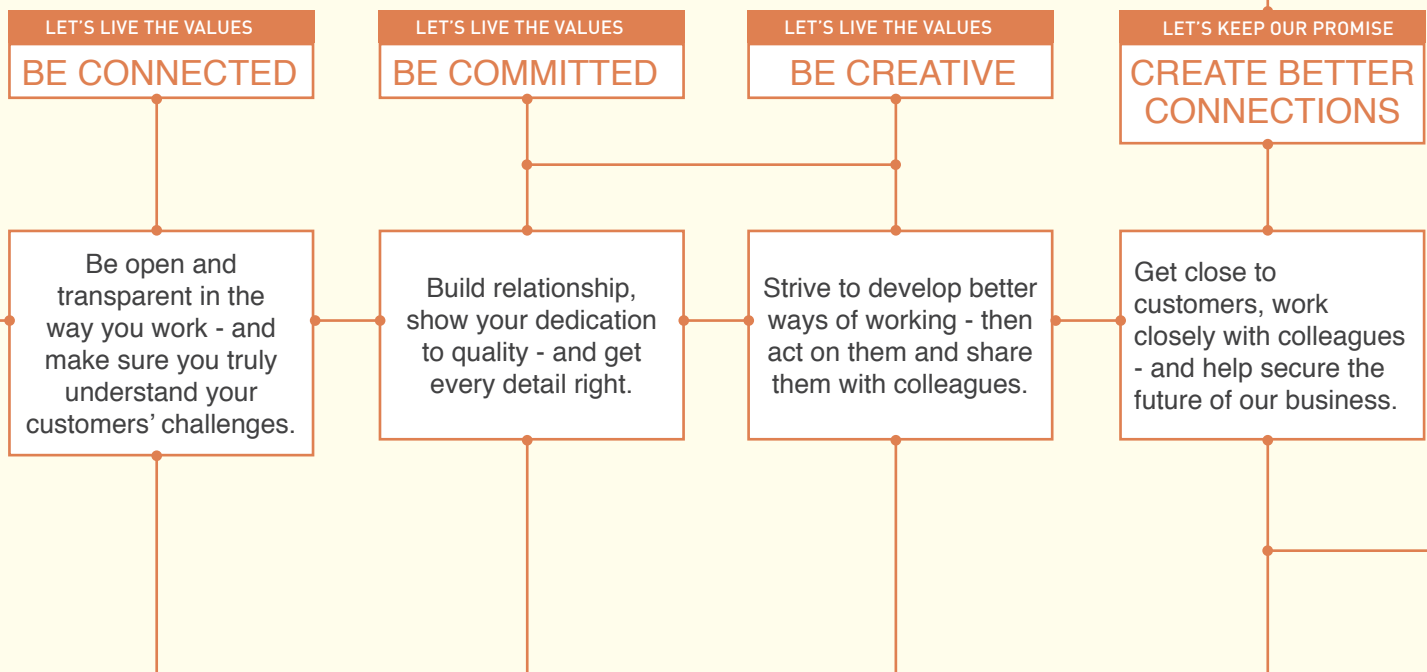 LET'S LIVE THE VALUES
BE CONNECTED
Be open and
transparent in the
way you work - and
make sure you truly
understand your
customers’ challenges.
LET'S LIVE THE VALUES
BE COMMITTED
Build relationship,
show your dedication
to quality - and get
every detail right.
LET'S LIVE THE VALUES
BE CREATIVE
Strive to develop better
ways of working - then
act on them and share
them with colleagues.
LET'S KEEP OUR PROMISE
CREATE BETTER
CONNECTIONS
Get close to
customers, work
closely with colleagues
- and help secure the
future of our business.